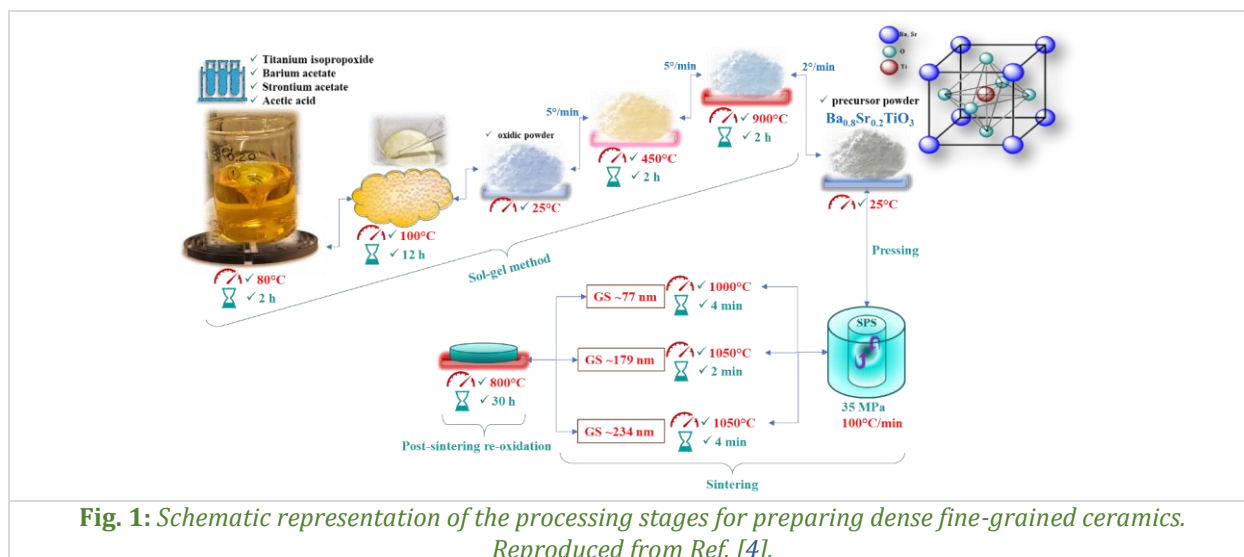 ✓ Titanium isopropoxide
✓ Barium acetate
✓ Strontium acetate
✓ Acetic acid
✓ 80°C
✓ 2 h
✓ 100°C
✓ 12 h
✓ oxidic powder
✓ 25°C
5°/min
✓ 450°C
✓ 2 h
5°/min
✓ 900°C
✓ 2 h
2°/min
Sol-gel method
✓ precursor powder
Ba0.8Sr0.2TiO3
✓ 25°C
Ba, Sr
O
Ti
Pressing
SPS
35 MPa
100°C/min
GS ~77 nm
✓ 1000°C
✓ 4 min
GS ~179 nm
✓ 1050°C
✓ 2 min
GS ~234 nm
✓ 1050°C
✓ 4 min
Sintering
✓ 800°C
✓ 30 h
Post-sintering re-oxidation
Fig. 1: Schematic representation of the processing stages for preparing dense fine-grained ceramics.
Reproduced from Ref. [4].